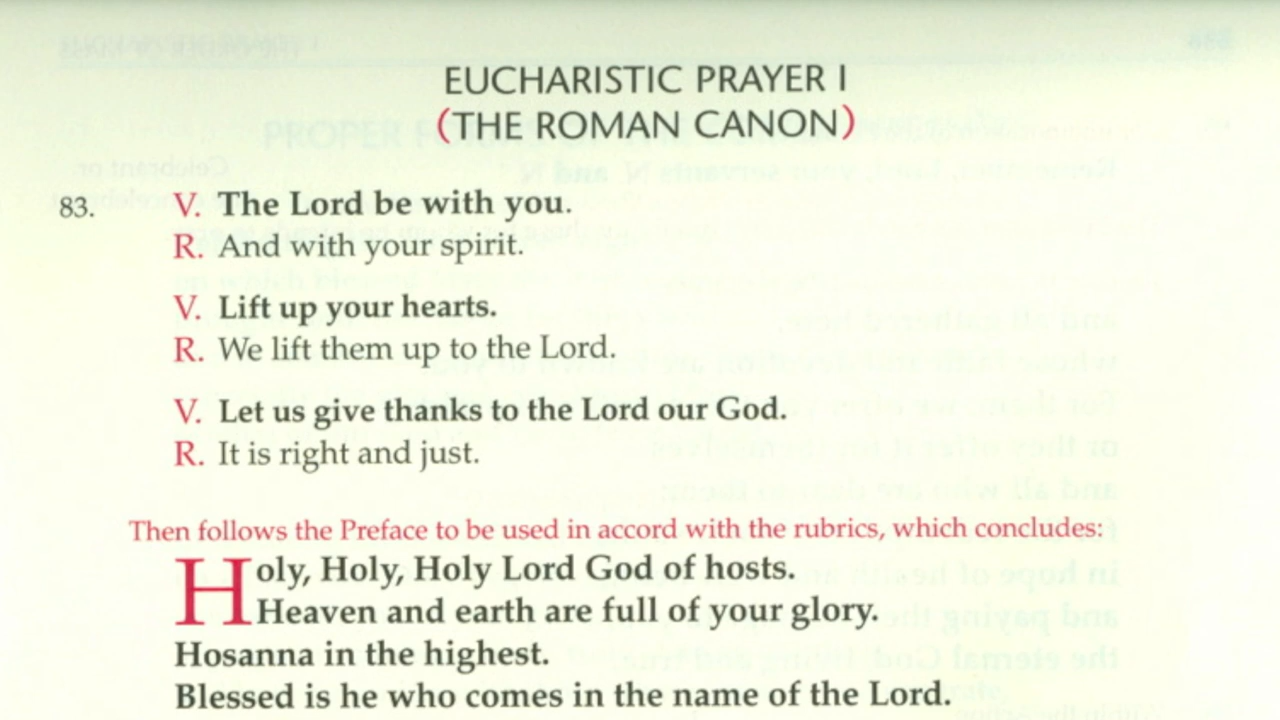 EUCHARISTIC PRAYER I
(THE ROMAN CANON)
83. V. The Lord be with you.
R. And with your spirit.
V. Lift up your hearts.
R. We lift them up to the Lord.
V. Let us give thanks to the Lord our God.
R. It is right and just.
Then follows the Preface to be used in accord with the rubrics, which concludes:
Holy, Holy, Holy Lord God of hosts.
Heaven and earth are full of your glory.
Hosanna in the highest.
Blessed is he who comes in the name of the Lord.